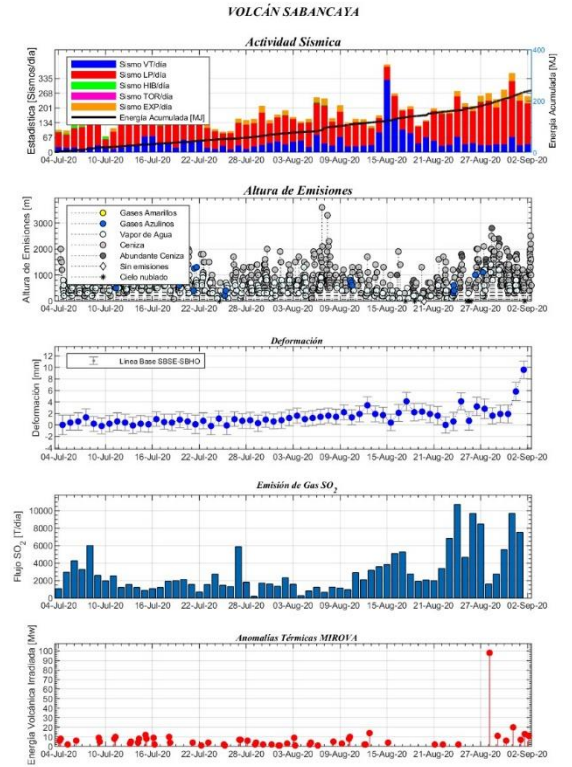 VOLCÁN SABANCAYA
Actividad Sísmica
Estadística [Sismos/día]
335
268
201
134
67
0
Sismo VT/día
Sismo LP/día
Sismo HIB/día
Sismo TOR/día
Sismo EXP/día
Energía Acumulada [MJ]
400
200
0
Energía Acumulada [MJ]
04-Jul-20 10-Jul-20 16-Jul-20 22-Jul-20 28-Jul-20 03-Aug-20 09-Aug-20 15-Aug-20 21-Aug-20 27-Aug-20 02-Sep-20
Altura de Emisiones
Altura de Emisiones [m]
3000
2000
1000
0
Gases Amarillos
Gases Azulinos
Vapor de Agua
Ceniza
Abundante Ceniza
Sin emisiones
Cielo nublado
04-Jul-20 10-Jul-20 16-Jul-20 22-Jul-20 28-Jul-20 03-Aug-20 09-Aug-20 15-Aug-20 21-Aug-20 27-Aug-20 02-Sep-20
Deformación
Deformación [mm]
12
10
8
6
4
2
0
-2
-4
Línea Base SBSE-SBHO
04-Jul-20 10-Jul-20 16-Jul-20 22-Jul-20 28-Jul-20 03-Aug-20 09-Aug-20 15-Aug-20 21-Aug-20 27-Aug-20 02-Sep-20
Emisión de Gas SO₂
Flujo SO₂ [T/día]
10000
8000
6000
4000
2000
0
04-Jul-20 10-Jul-20 16-Jul-20 22-Jul-20 28-Jul-20 03-Aug-20 09-Aug-20 15-Aug-20 21-Aug-20 27-Aug-20 02-Sep-20
Anomalías Térmicas MIROVA
Energía Volcánica Irradiada [Mw]
100
90
80
70
60
50
40
30
20
10
0
04-Jul-20 10-Jul-20 16-Jul-20 22-Jul-20 28-Jul-20 03-Aug-20 09-Aug-20 15-Aug-20 21-Aug-20 27-Aug-20 02-Sep-20